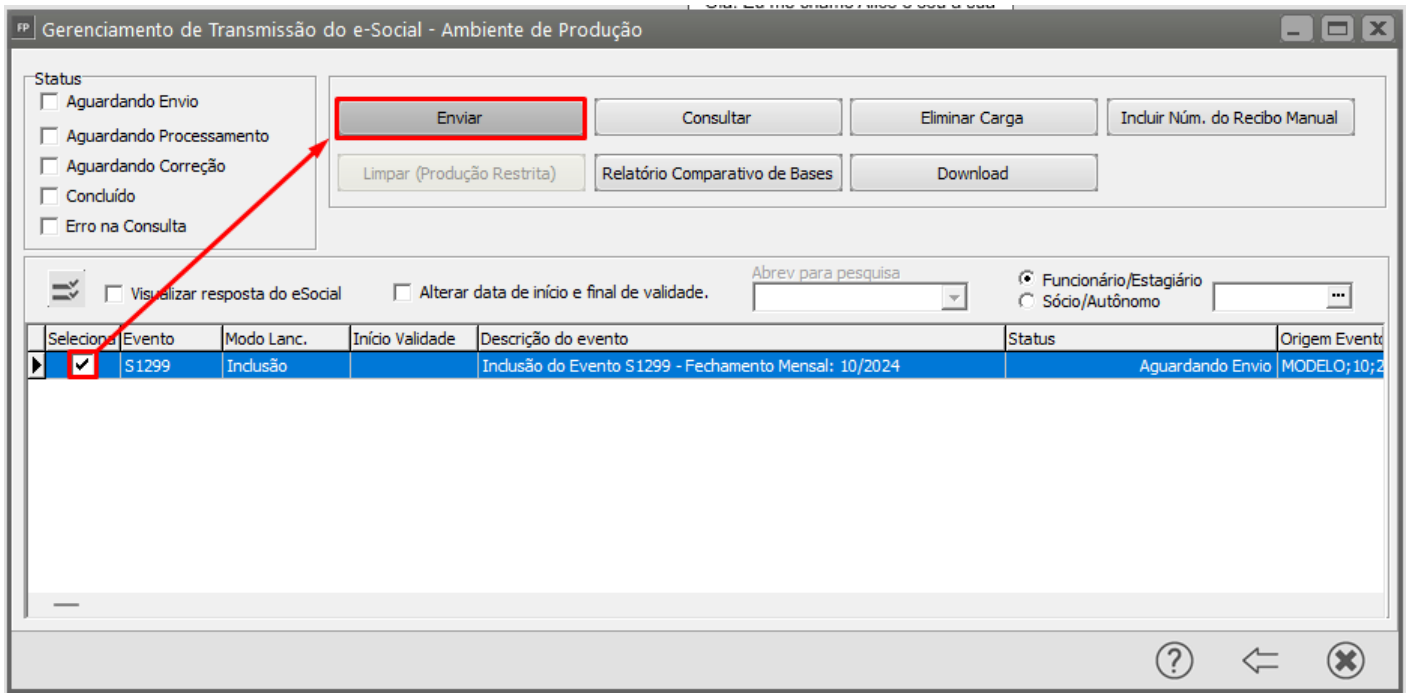 FP Gerenciamento de Transmissão do e-Social - Ambiente de Produção
Status
Aguardando Envio
Aguardando Processamento
Aguardando Correção
Concluído
Erro na Consulta
Enviar Consultar Eliminar Carga Incluir Núm. do Recibo Manual
Limpar (Produção Restrita) Relatório Comparativo de Bases Download
Visualizar resposta do eSocial Alterar data de início e final de validade.
Abrev para pesquisa
Funcionário/Estagiário
Sócio/Autônomo
...
Seleciona Evento Modo Lanc. Início Validade Descrição do evento Status Origem Evento
S1299 Inclusão Inclusão do Evento S1299 - Fechamento Mensal: 10/2024 Aguardando Envio MODELO;10;2
?